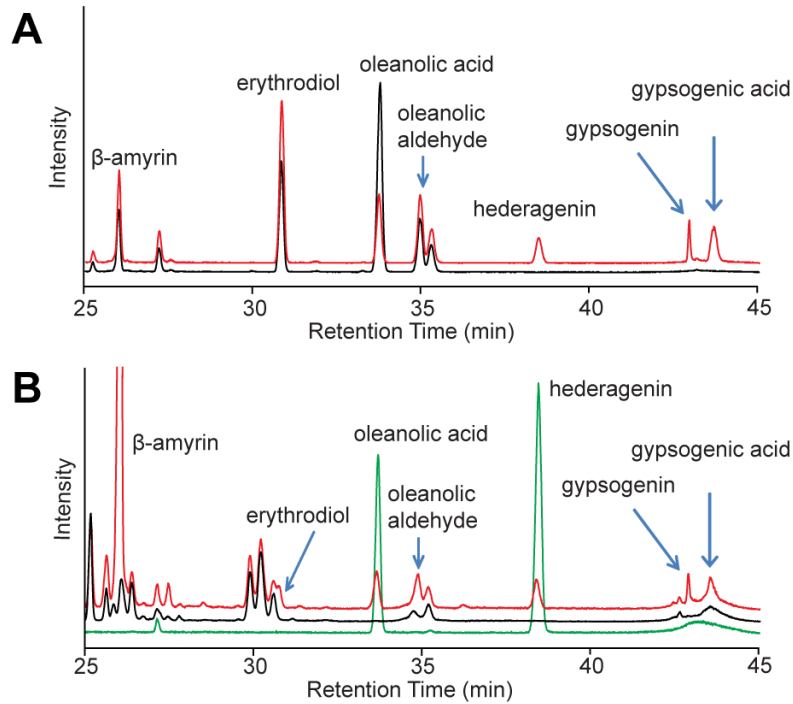 A
Intensity
β-amyrin
erythrodiol
oleanolic acid
oleanolic
aldehyde
hederagenin
gypsogenin
gypsogenic acid
25
30
35
40
45
Retention Time (min)
B
Intensity
β-amyrin
erythrodiol
oleanolic acid
oleanolic
aldehyde
hederagenin
gypsogenin
gypsogenic acid
25
30
35
40
45
Retention Time (min)